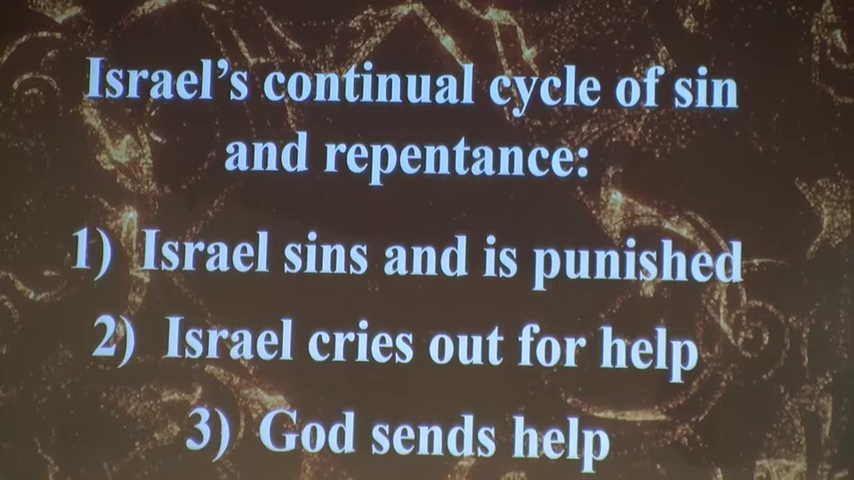 Israel's continual cycle of sin
and repentance:
1) Israel sins and is punished
2) Israel cries out for help
3) God sends help